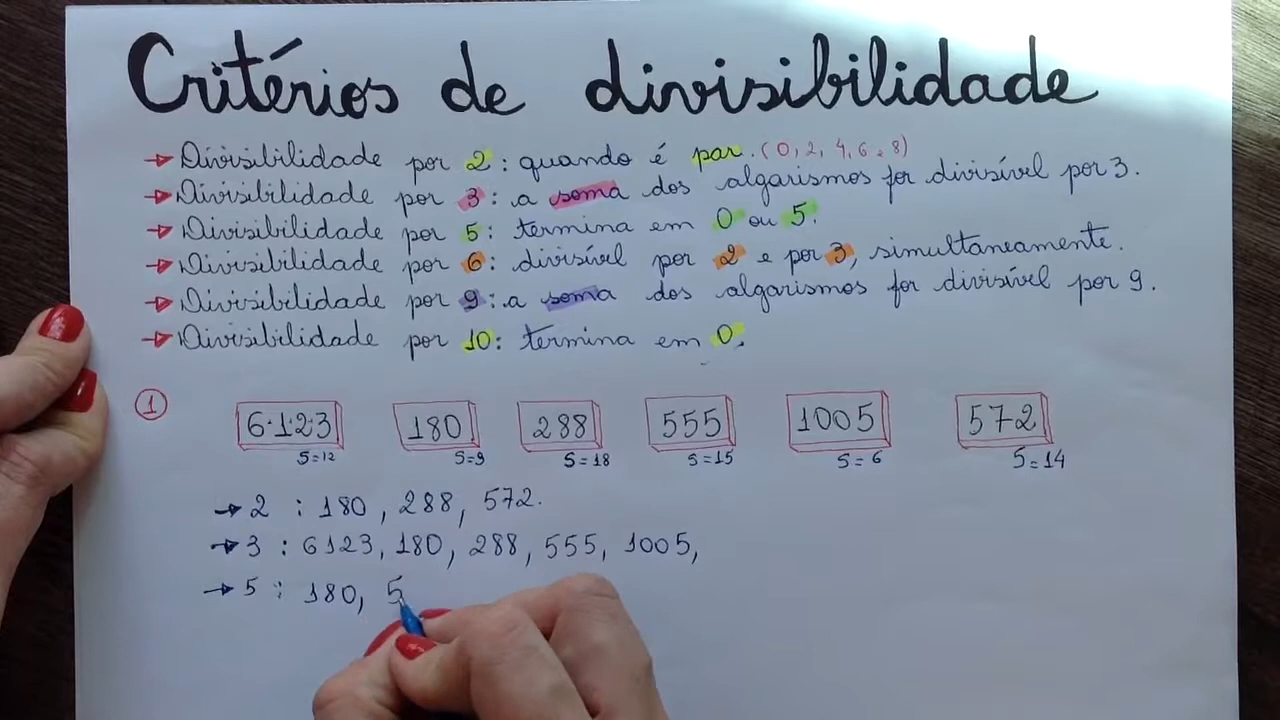 Critérios de divisibilidade
→ Divisibilidade por 2: quando é par. (0, 2, 4, 6 e 8)
→ Divisibilidade por 3: a soma dos algarismos for divisível por 3.
→ Divisibilidade por 5: termina em 0 ou 5.
→ Divisibilidade por 6: divisível por 2 e por 3, simultaneamente.
→ Divisibilidade por 9: a soma dos algarismos for divisível por 9.
→ Divisibilidade por 10: termina em 0.
1 6·1·2·3 180 288 555 1005 572
S=12 S=9 S=18 S=15 S=6 S=14
→ 2 : 180, 288, 572.
→ 3 : 6123, 180, 288, 555, 1005,
→ 5 : 180, 5